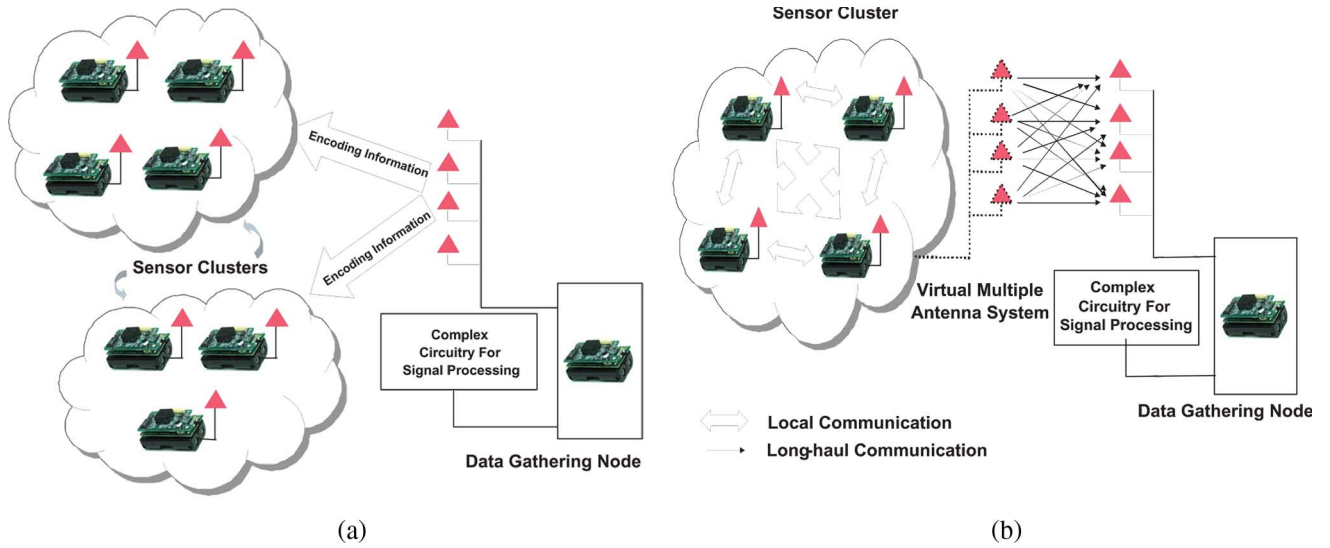 Encoding Information
Encoding Information
Sensor Clusters
Complex
Circuitry For
Signal Processing
Data Gathering Node
(a)
Sensor Cluster
Virtual Multiple
Antenna System
Complex
Circuitry For
Signal Processing
Data Gathering Node
Local Communication
Long-haul Communication
(b)